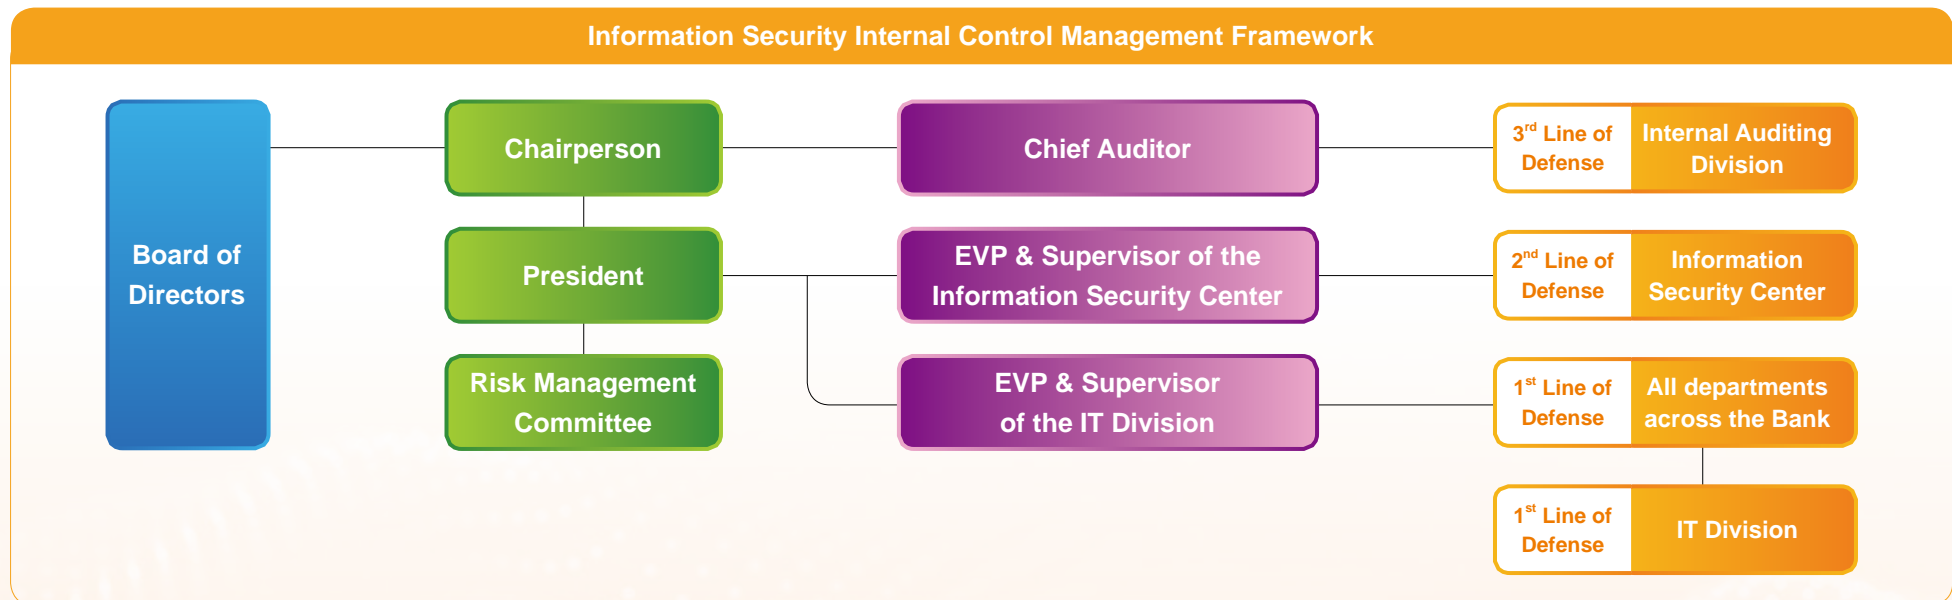 Information Security Internal Control Management Framework
Board of
Directors
Chairperson
President
Risk Management
Committee
Chief Auditor
EVP & Supervisor of the
Information Security Center
EVP & Supervisor
of the IT Division
3rd Line of
Defense
Internal Auditing
Division
2nd Line of
Defense
Information
Security Center
1st Line of
Defense
All departments
across the Bank
1st Line of
Defense
IT Division